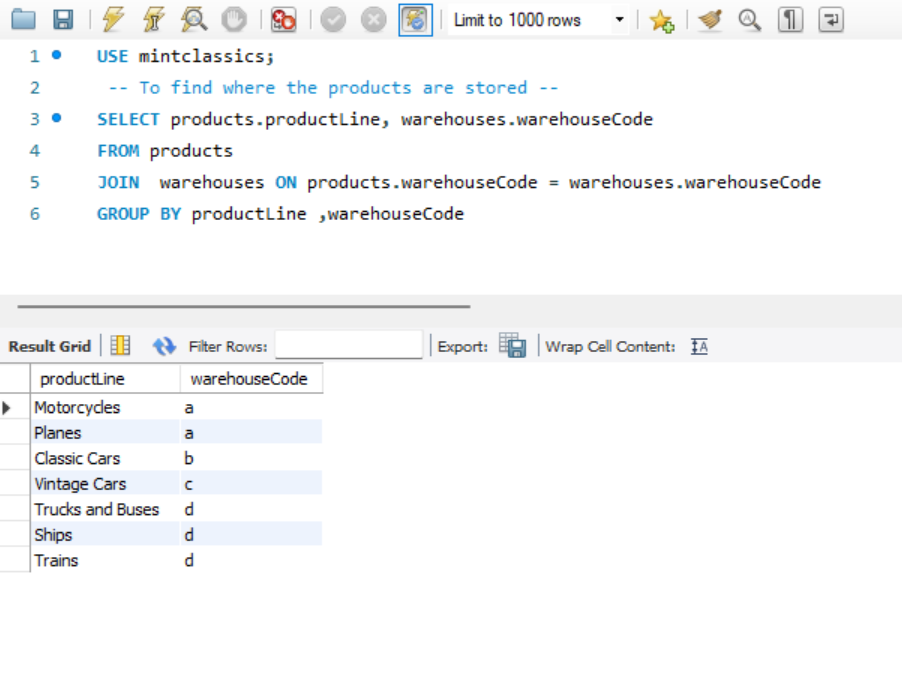 Limit to 1000 rows
1 USE mintclassics;
2 -- To find where the products are stored --
3 SELECT products.productLine, warehouses.warehouseCode
4 FROM products
5 JOIN  warehouses ON products.warehouseCode = warehouses.warehouseCode
6 GROUP BY productLine ,warehouseCode
Result Grid Filter Rows: Export: Wrap Cell Content: IA
productLine warehouseCode
Motorcycles a
Planes a
Classic Cars b
Vintage Cars c
Trucks and Buses d
Ships d
Trains d